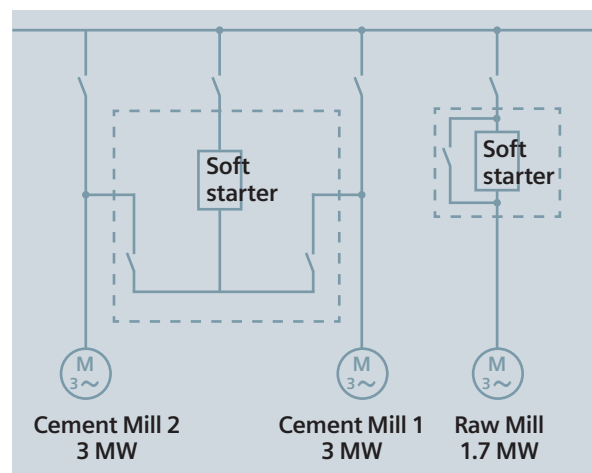 Soft
starter
Soft
starter
M
3~
M
3~
M
3~
Cement Mill 2
3 MW
Cement Mill 1
3 MW
Raw Mill
1.7 MW